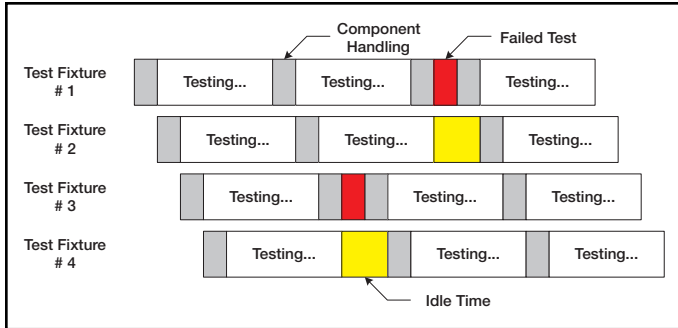 Component
Handling
Failed Test
Test Fixture
# 1
Testing...
Testing...
Testing...
Test Fixture
# 2
Testing...
Testing...
Testing...
Test Fixture
# 3
Testing...
Testing...
Testing...
Test Fixture
# 4
Testing...
Testing...
Testing...
Idle Time